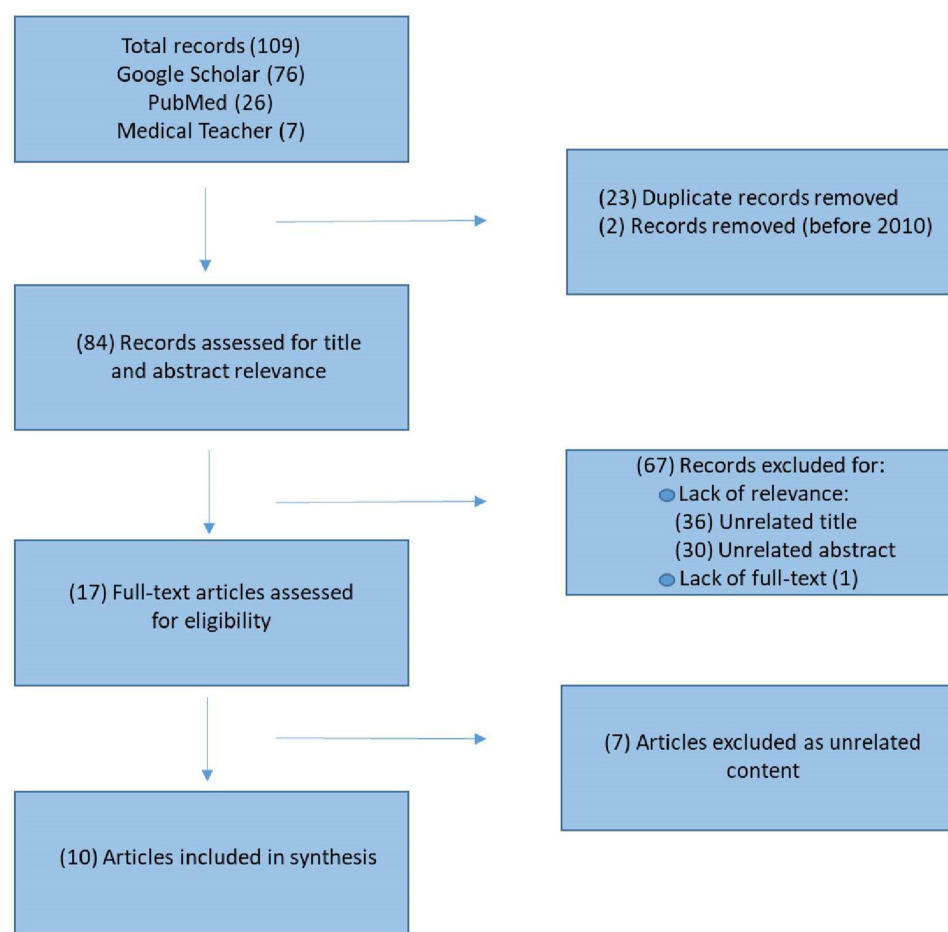 Total records (109)
Google Scholar (76)
PubMed (26)
Medical Teacher (7)
(23) Duplicate records removed
(2) Records removed (before 2010)
(84) Records assessed for title
and abstract relevance
(67) Records excluded for:
Lack of relevance:
(36) Unrelated title
(30) Unrelated abstract
Lack of full-text (1)
(17) Full-text articles assessed
for eligibility
(7) Articles excluded as unrelated
content
(10) Articles included in synthesis